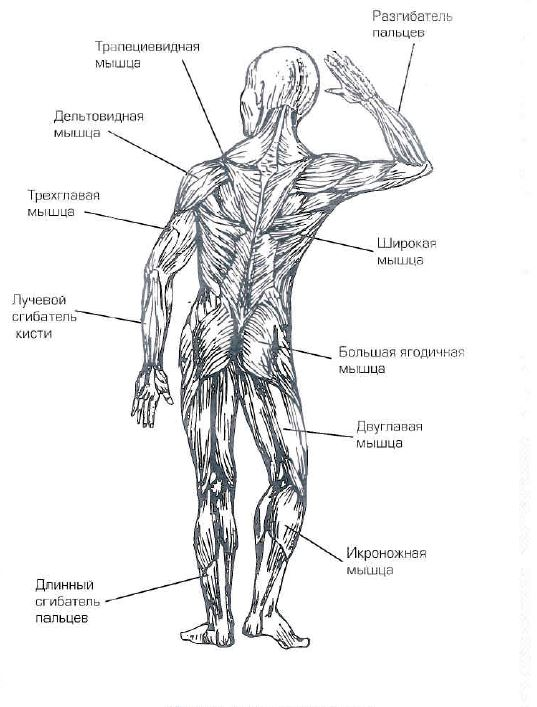 Разгибатель
пальцев
Трапециевидная
мышца
Дельтовидная
мышца
Трехглавая
мышца
Широкая
мышца
Лучевой
сгибатель
кисти
Большая ягодичная
мышца
Двуглавая
мышца
Икроножная
мышца
Длинный
сгибатель
пальцев